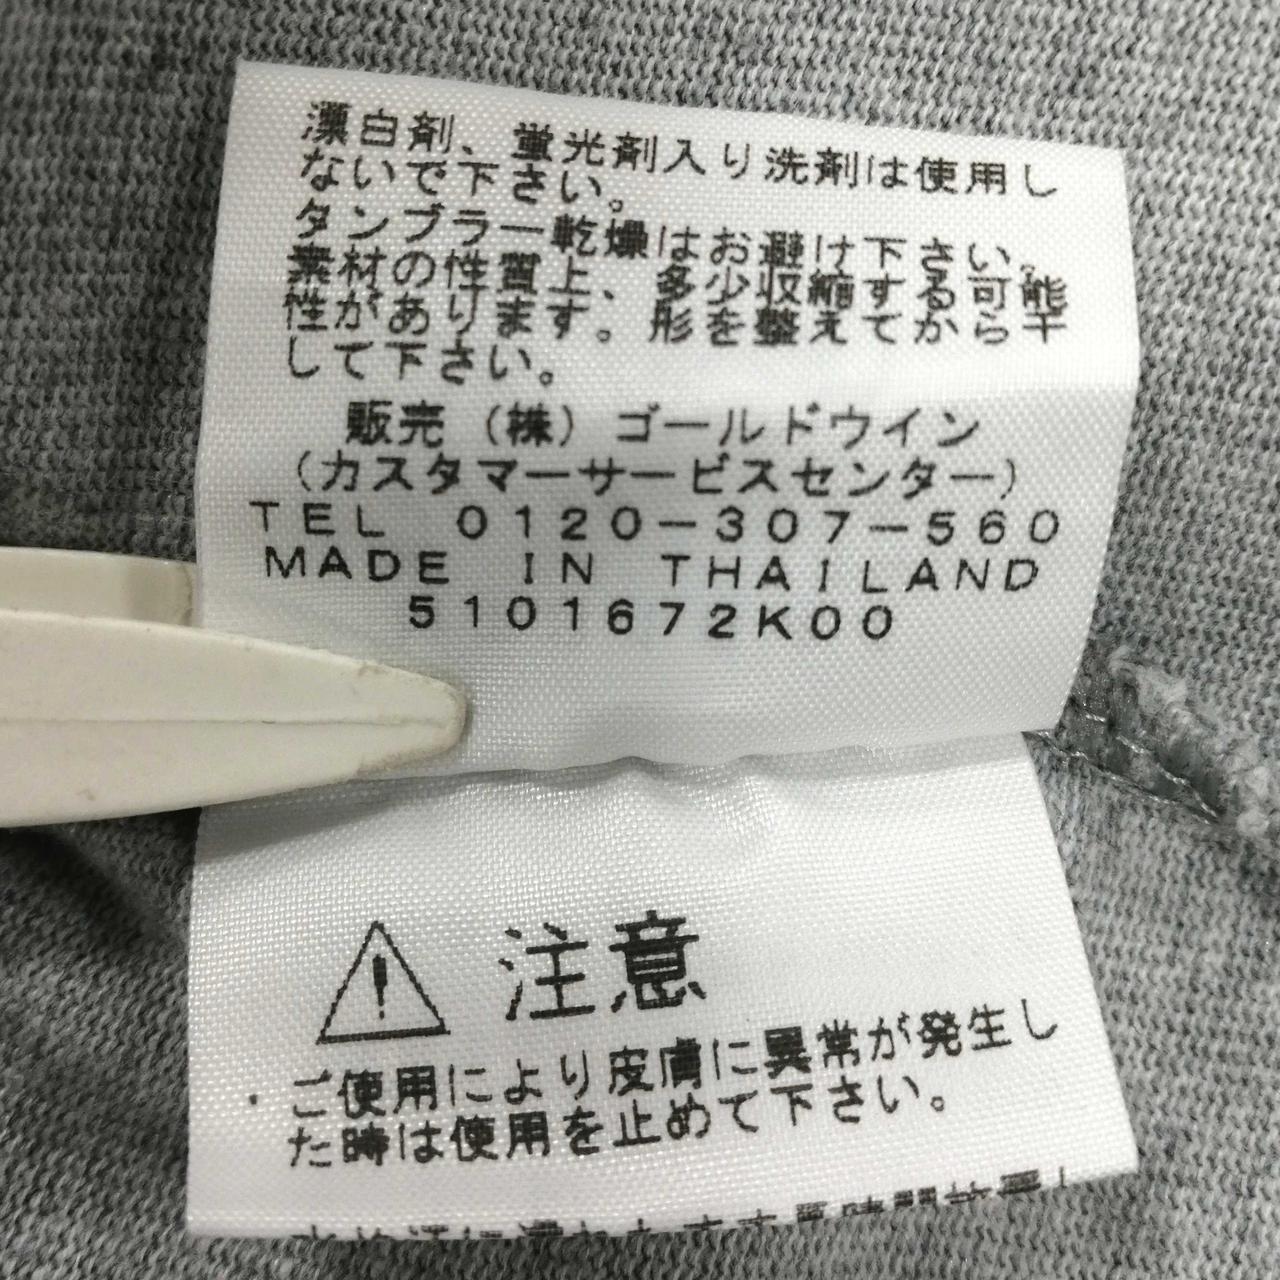 漂白剤、蛍光剤入り洗剤は使用し
ないで下さい。
タンブラー乾燥はお避け下さい。
素材の性質上、多少収縮する可能
性があります。形を整えてから干
して下さい。
販売（株）ゴールドウイン
（カスタマーサービスセンター）
TEL 0120-307-560
MADE IN THAILAND
5101672K00
注意
・ご使用により皮膚に異常が発生し
た時は使用を止めて下さい。